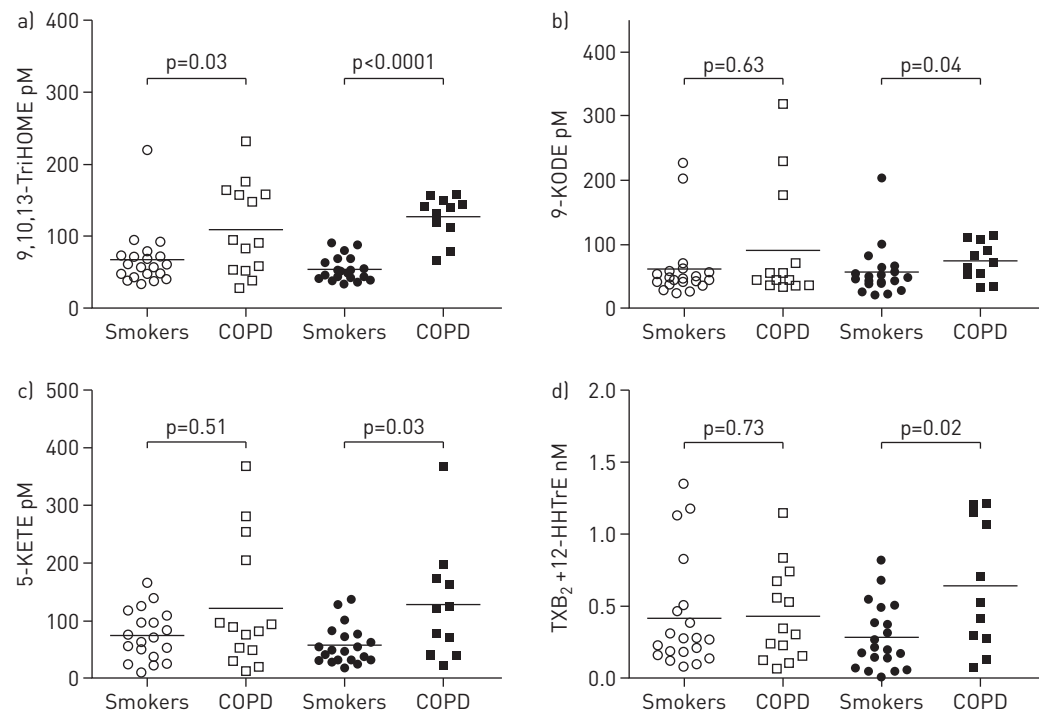 a)
9,10,13-TriHOME pM
400
300
200
100
0
p=0.03
p<0.0001
Smokers
COPD
Smokers
COPD
b)
9-KODE pM
400
300
200
100
0
p=0.63
p=0.04
Smokers
COPD
Smokers
COPD
c)
5-KETE pM
500
400
300
200
100
0
p=0.51
p=0.03
Smokers
COPD
Smokers
COPD
d)
TXB₂+12-HHTrE nM
2.0
1.5
1.0
0.5
0.0
p=0.73
p=0.02
Smokers
COPD
Smokers
COPD